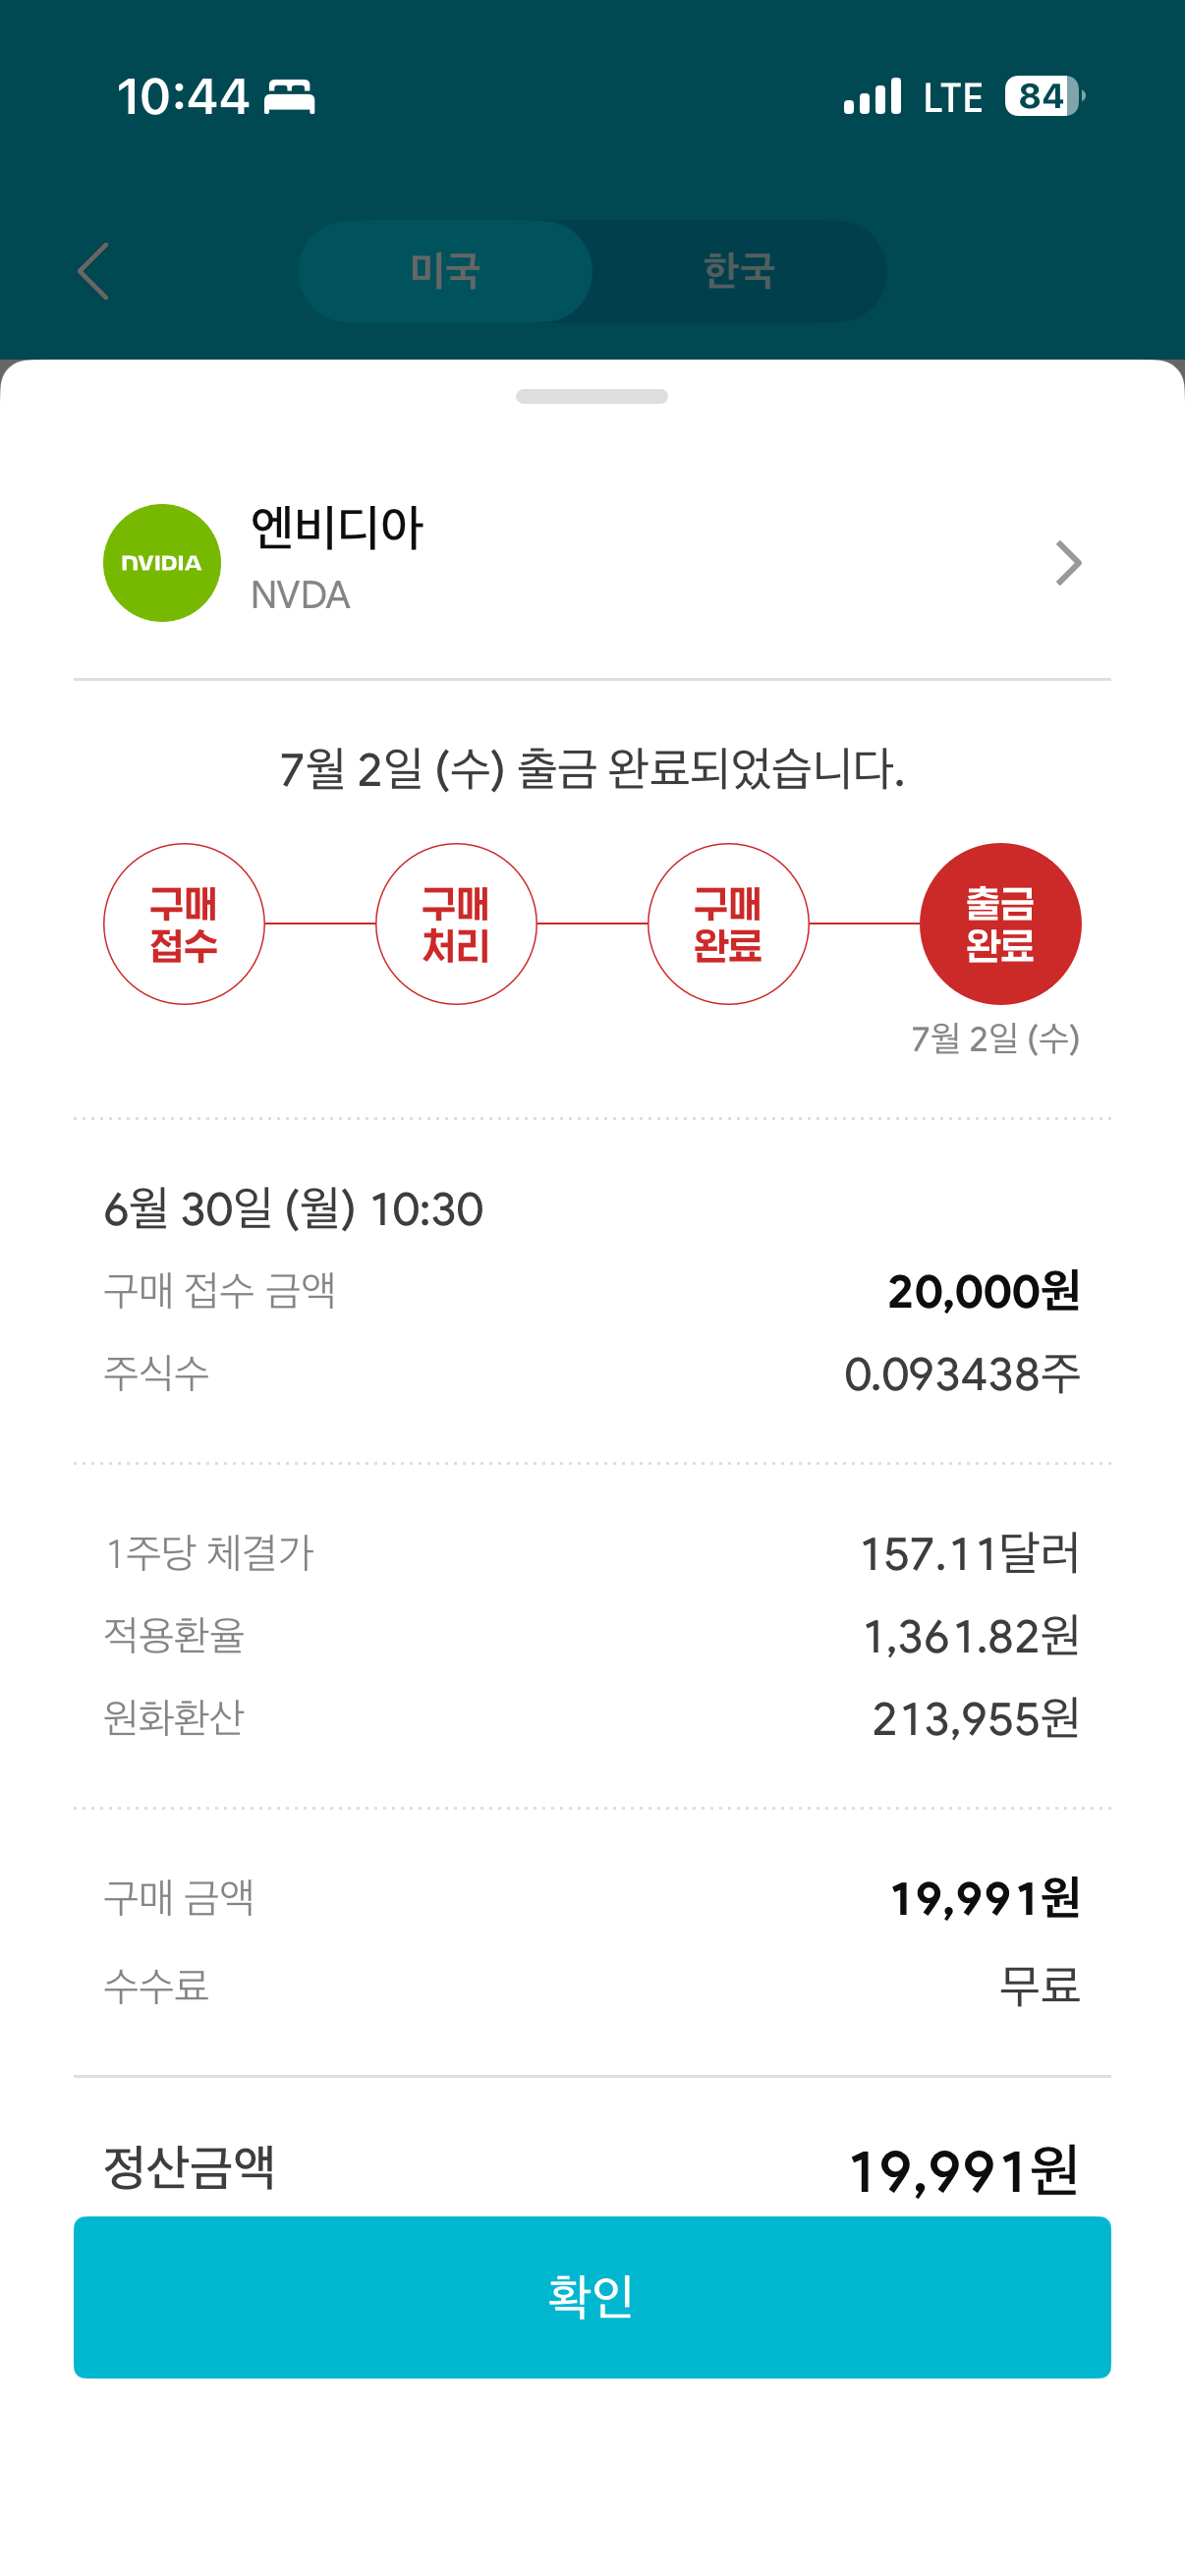 10:44 LTE 84
미국 한국
엔비디아
NVIDIA
NVDA
7월 2일 (수) 출금 완료되었습니다.
구매 접수 구매 처리 구매 완료 출금 완료
7월 2일 (수)
6월 30일 (월) 10:30
구매 접수 금액 20,000원
주식수 0.093438주
1주당 체결가 157.11달러
적용환율 1,361.82원
원화환산 213,955원
구매 금액 19,991원
수수료 무료
정산금액 19,991원
확인